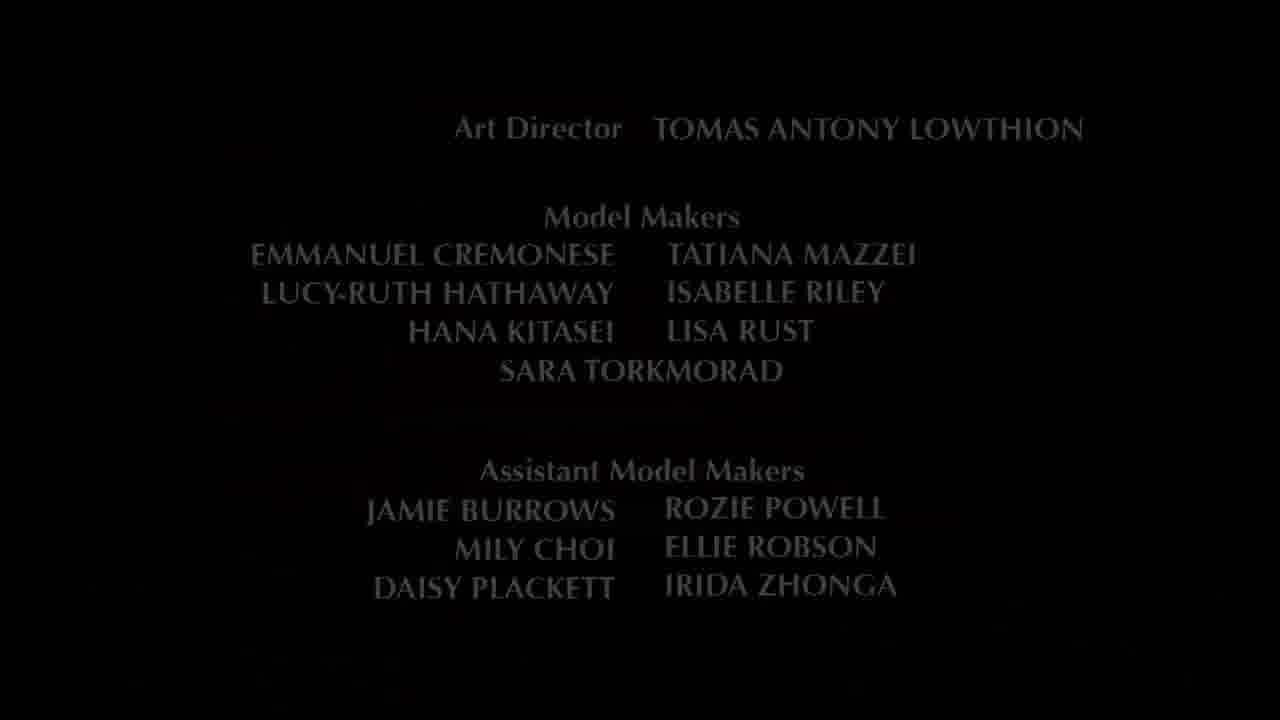 Art Director TOMAS ANTONY LOWTHION
Model Makers
EMMANUEL CREMONESE TATIANA MAZZEI
LUCY-RUTH HATHAWAY ISABELLE RILEY
HANA KITASEI LISA RUST
SARA TORKMORAD
Assistant Model Makers
JAMIE BURROWS ROZIE POWELL
MILY CHOI ELLIE ROBSON
DAISY PLACKETT IRIDA ZHONGA